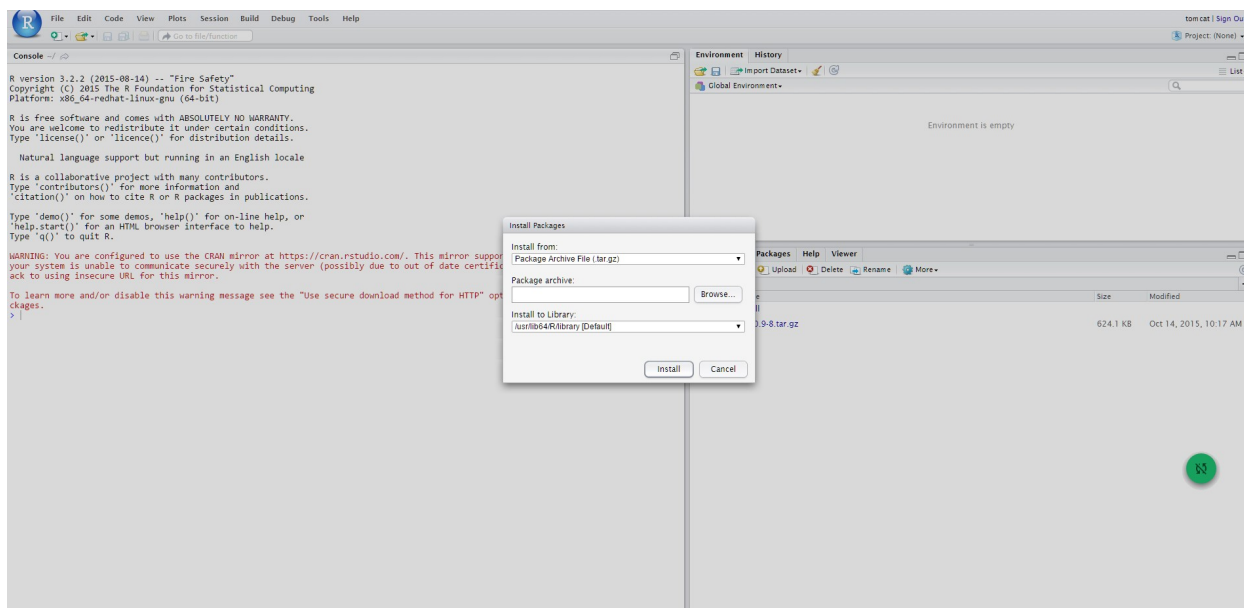 R File Edit Code View Plots Session Build Debug Tools Help
tom cat | Sign Ou
Go to file/function
Project: (None)
Console ~/
R version 3.2.2 (2015-08-14) -- "Fire Safety"
Copyright (C) 2015 The R Foundation for Statistical Computing
Platform: x86_64-redhat-linux-gnu (64-bit)
R is free software and comes with ABSOLUTELY NO WARRANTY.
You are welcome to redistribute it under certain conditions.
Type 'license()' or 'licence()' for distribution details.
Natural language support but running in an English locale
R is a collaborative project with many contributors.
Type 'contributors()' for more information and
'citation()' on how to cite R or R packages in publications.
Type 'demo()' for some demos, 'help()' for on-line help, or
'help.start()' for an HTML browser interface to help.
Type 'q()' to quit R.
WARNING: You are configured to use the CRAN mirror at https://cran.rstudio.com/. This mirror suppor
your system is unable to communicate securely with the server (possibly due to out of date certific
ack to using insecure URL for this mirror.
To learn more and/or disable this warning message see the "Use secure download method for HTTP" opt
ckages.
>
Environment History
Import Dataset
List
Global Environment
Environment is empty
Install Packages
Install from:
Package Archive File (.tar.gz)
Package archive:
Browse...
Install to Library:
/usr/lib64/R/library [Default]
Install Cancel
Packages Help Viewer
Upload Delete Rename More
e Size Modified
ll
0.9-8.tar.gz 624.1 KB Oct 14, 2015, 10:17 AM